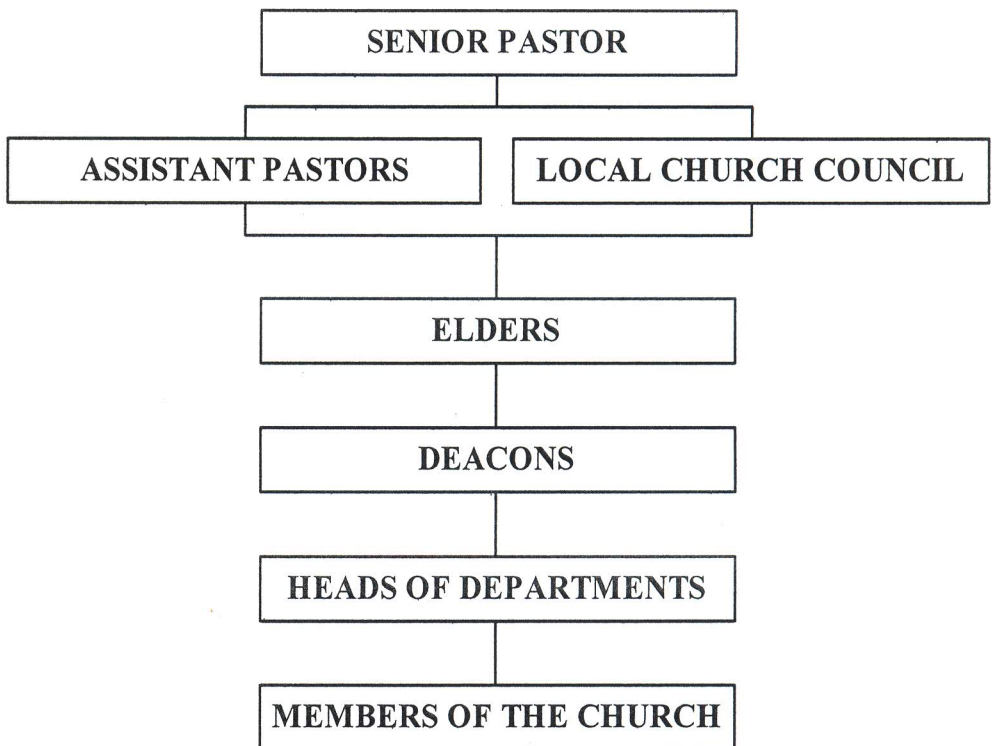 SENIOR PASTOR
ASSISTANT PASTORS
LOCAL CHURCH COUNCIL
ELDERS
DEACONS
HEADS OF DEPARTMENTS
MEMBERS OF THE CHURCH